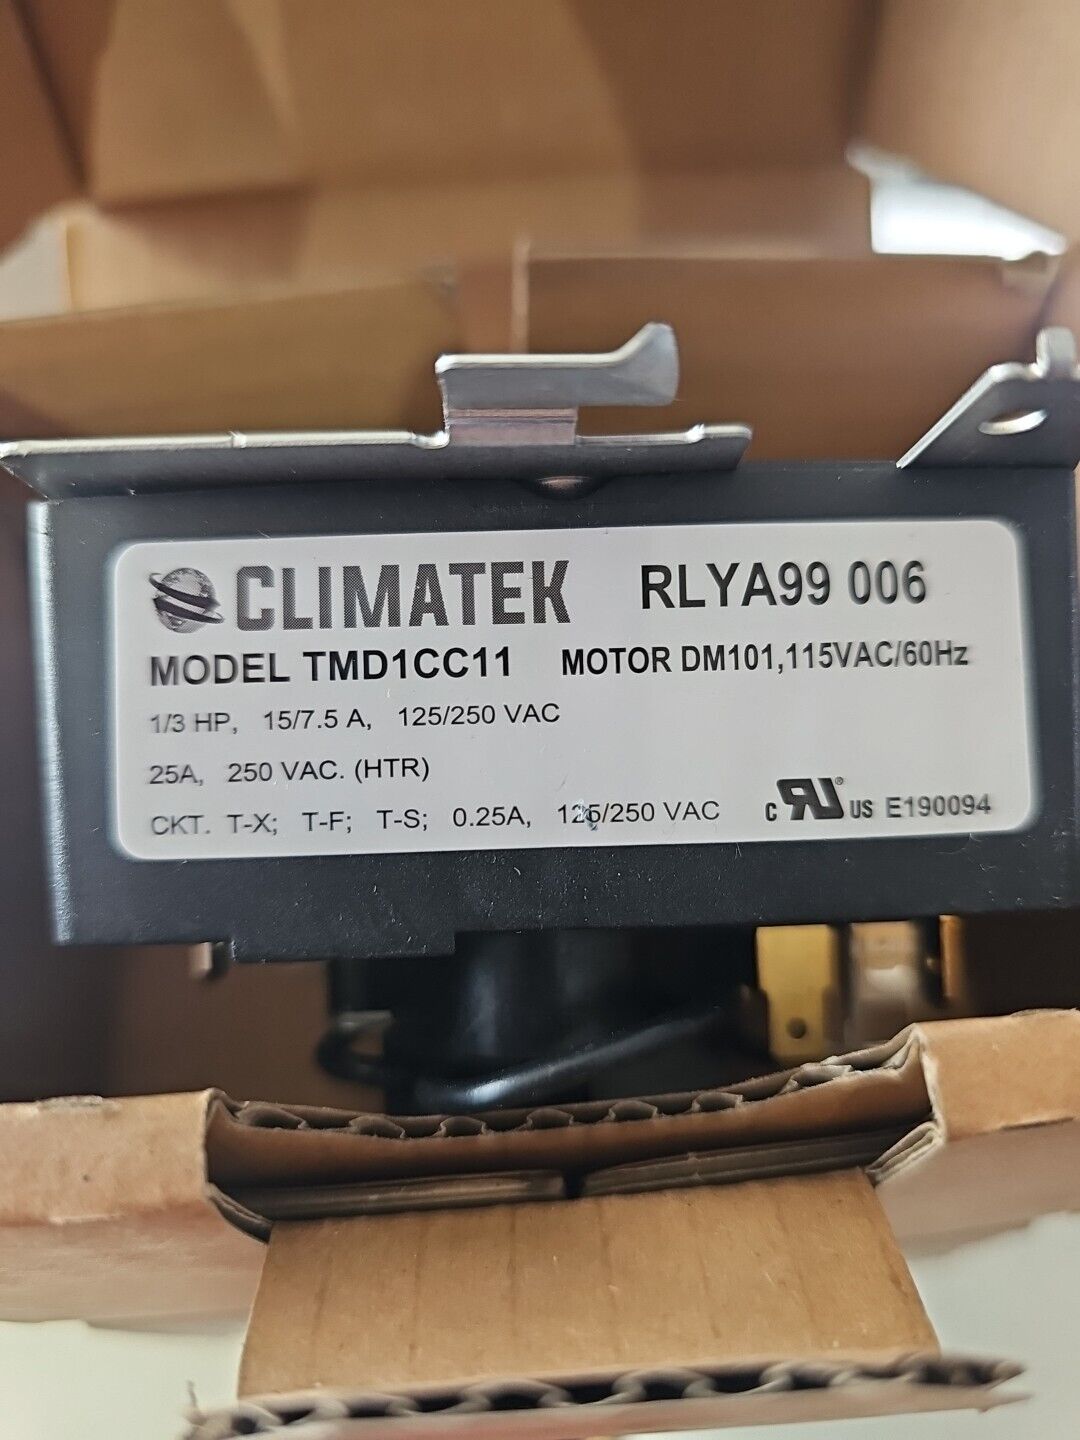 CLIMATEK RLYA99 006
MODEL TMD1CC11 MOTOR DM101,115VAC/60Hz
1/3 HP, 15/7.5 A, 125/250 VAC
25A, 250 VAC. (HTR)
CKT. T-X; T-F; T-S; 0.25A, 125/250 VAC c RU ® US E190094